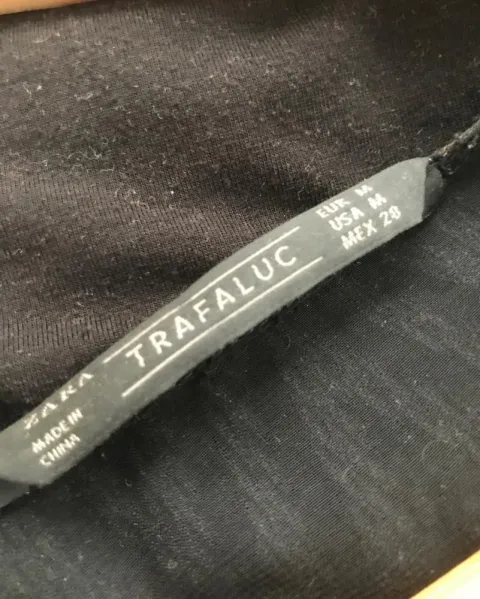 ZARA
MADE IN
CHINA
TRAFALUC
EUR M
USA M
MEX 28